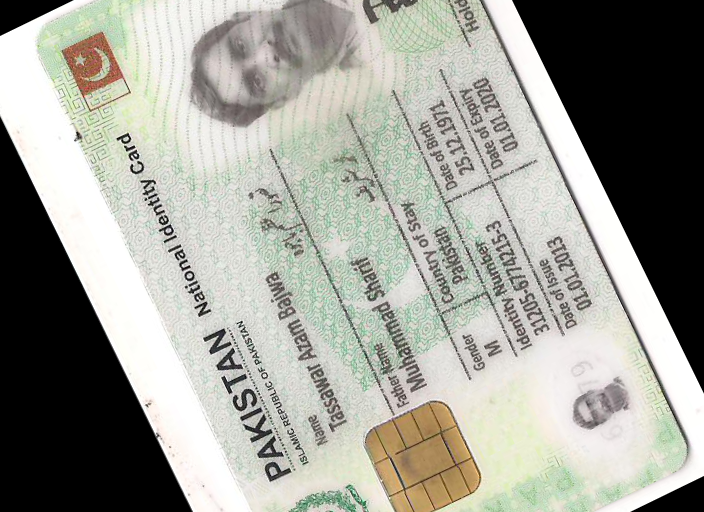 PAKISTAN National Identity Card
ISLAMIC REPUBLIC OF PAKISTAN
Name
Tassawar Azam Bajwa
Father Name
Muhammad Sharif
Gender
M
Country of Stay
Pakistan
Identity Number
31205-6774215-3
Date of Birth
25.12.1971
Date of Issue
01.01.2013
Date of Expiry
01.01.2020
Hold